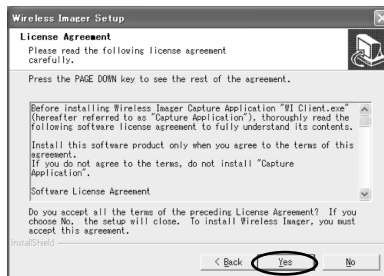 Wireless Imager Setup
License Agreement
Please read the following license agreement
carefully.
Press the PAGE DOWN key to see the rest of the agreement.
Before installing Wireless Imager Capture Application "WI Client.exe"
(hereafter referred to as "Capture Application"), thoroughly read the
following software license agreement to fully understand its contents.
Install this software product only when you agree to the terms of this
agreement.
If you do not agree to the terms, do not install "Capture
Application".
Software License Agreement
Do you accept all the terms of the preceding License Agreement? If you
choose No, the setup will close. To install Wireless Imager, you must
accept this agreement.
InstallShield
< Back Yes No